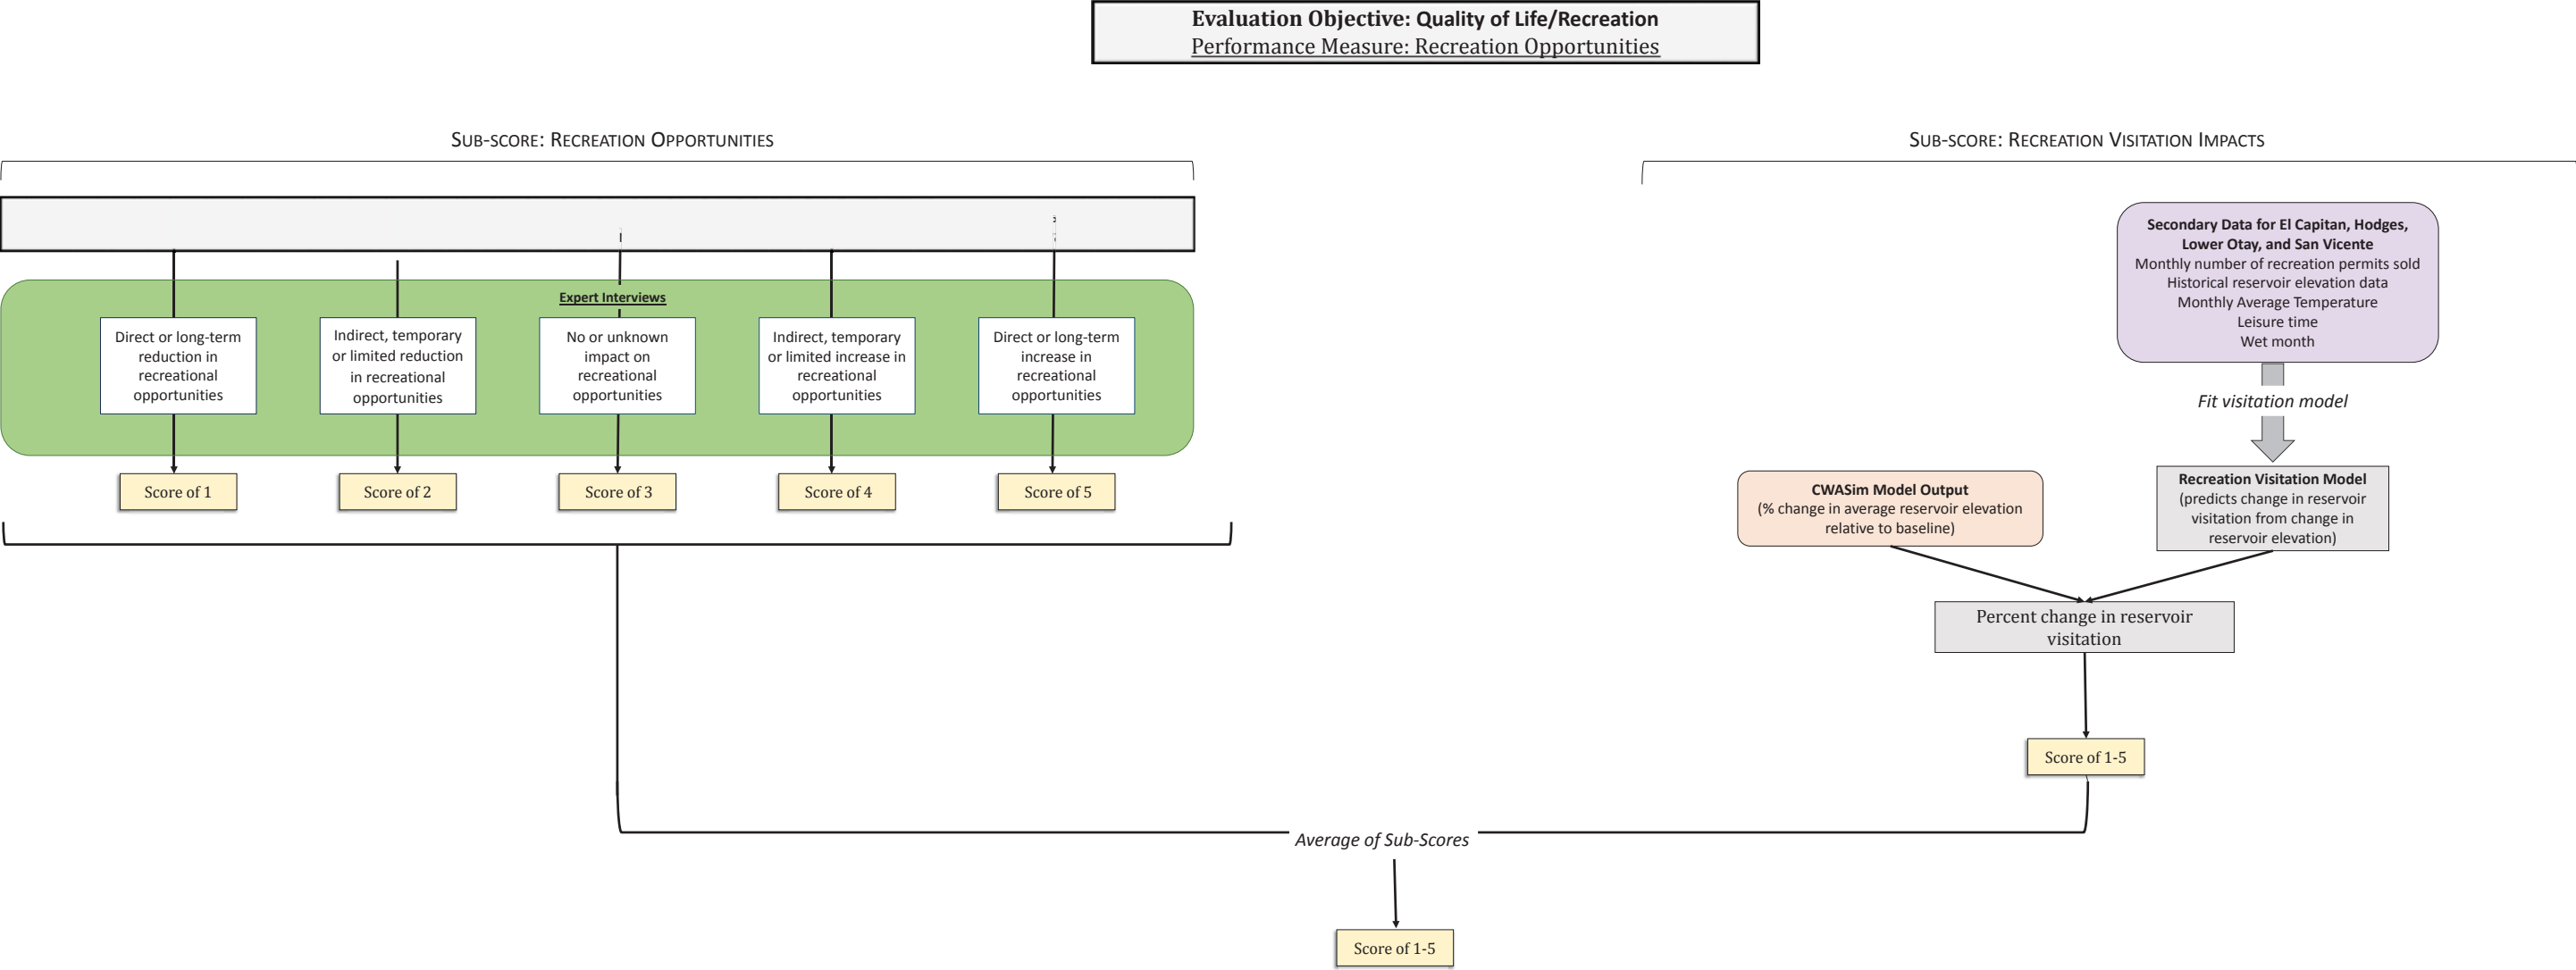 Evaluation Objective: Quality of Life/Recreation
Performance Measure: Recreation Opportunities
SUB-SCORE: RECREATION OPPORTUNITIES
Expert Interviews
Direct or long-term
reduction in
recreational
opportunities
Indirect, temporary
or limited reduction
in recreational
opportunities
No or unknown
impact on
recreational
opportunities
Indirect, temporary
or limited increase in
recreational
opportunities
Direct or long-term
increase in
recreational
opportunities
Score of 1
Score of 2
Score of 3
Score of 4
Score of 5
SUB-SCORE: RECREATION VISITATION IMPACTS
Secondary Data for El Capitan, Hodges,
Lower Otay, and San Vicente
Monthly number of recreation permits sold
Historical reservoir elevation data
Monthly Average Temperature
Leisure time
Wet month
Fit visitation model
CWASim Model Output
(% change in average reservoir elevation
relative to baseline)
Recreation Visitation Model
(predicts change in reservoir
visitation from change in
reservoir elevation)
Percent change in reservoir
visitation
Score of 1-5
Average of Sub-Scores
Score of 1-5